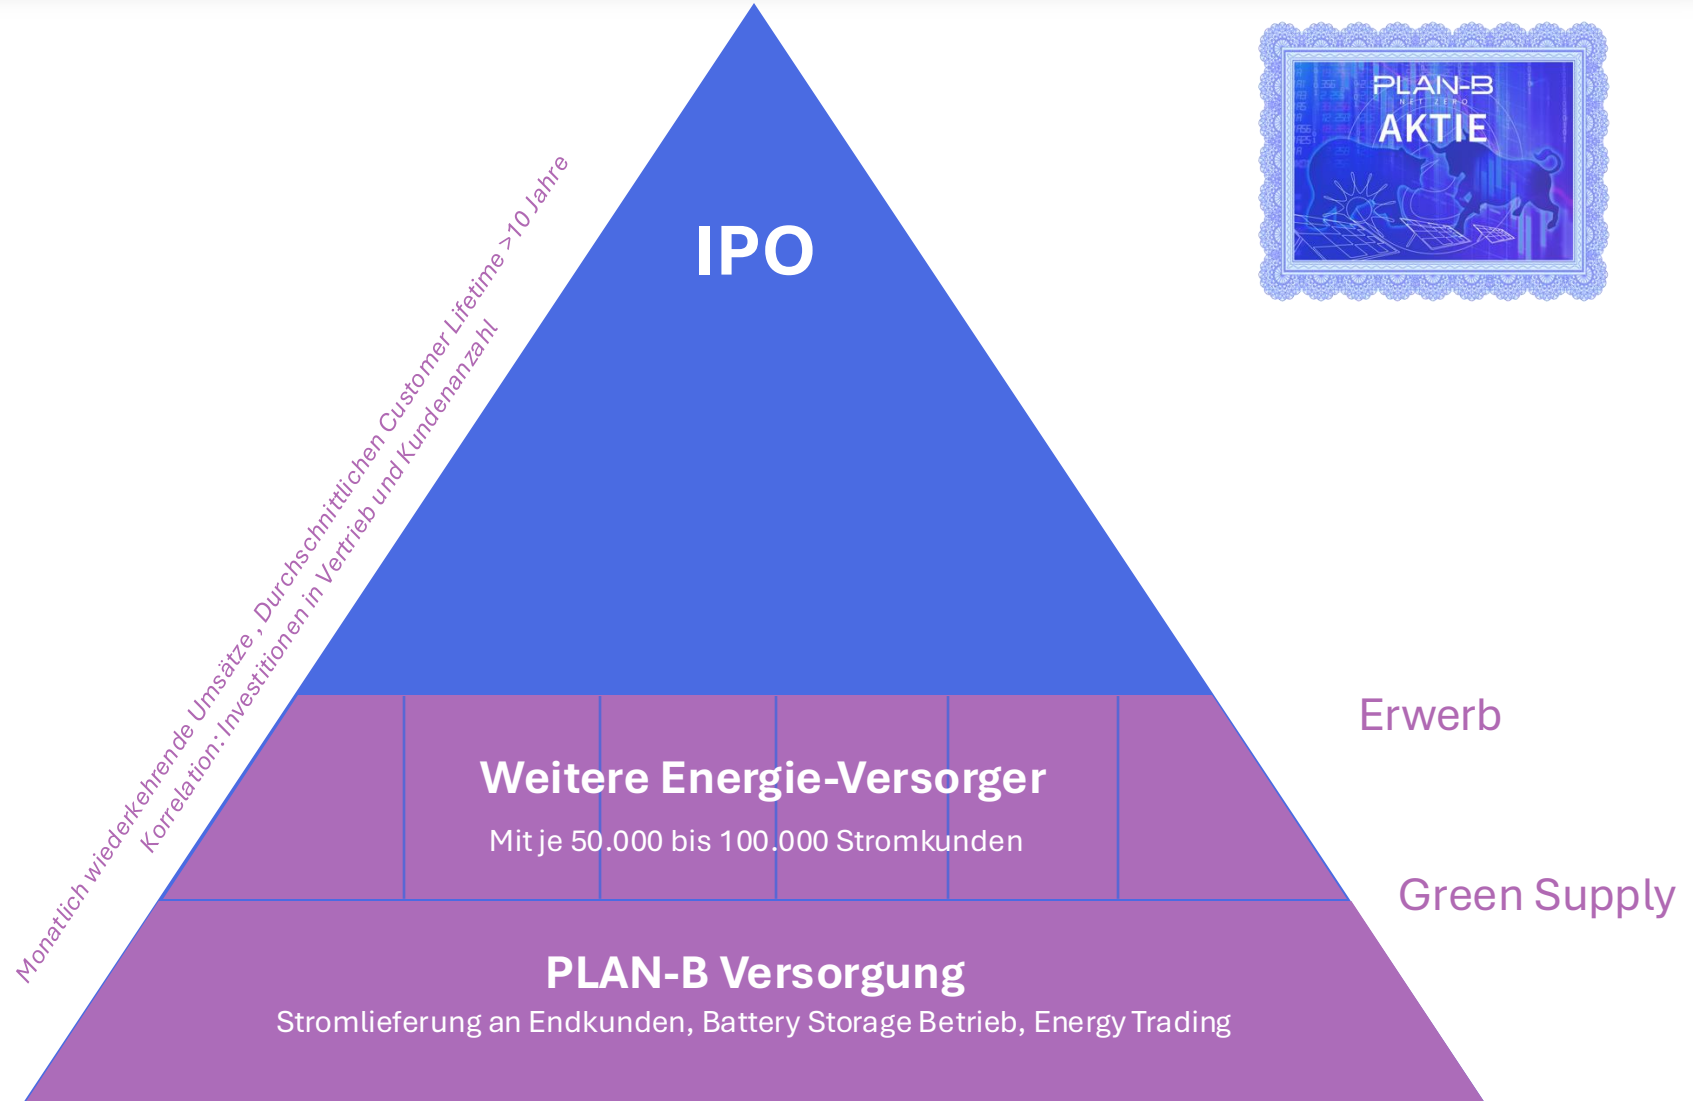 PLAN-B
NET ZERO
AKTIE
IPO
Monatlich wiederkehrende Umsätze , Durchschnittlichen Customer Lifetime >10 Jahre
Korrelation: Investitionen in Vertrieb und Kundenanzahl
Erwerb
Weitere Energie-Versorger
Mit je 50.000 bis 100.000 Stromkunden
Green Supply
PLAN-B Versorgung
Stromlieferung an Endkunden, Battery Storage Betrieb, Energy Trading